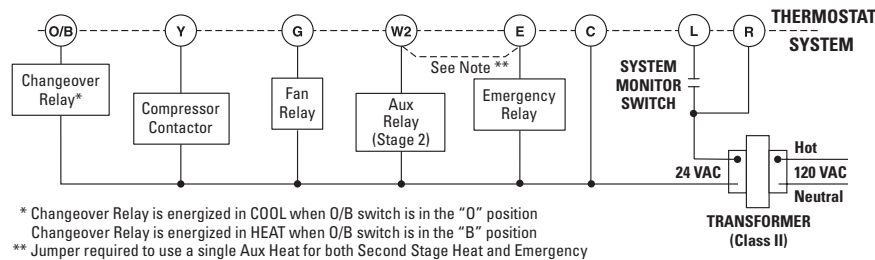 O/B Y G W2 E C L R THERMOSTAT
SYSTEM
See Note **
Changeover
Relay*
Compressor
Contactor
Fan
Relay
Aux
Relay
(Stage 2)
Emergency
Relay
SYSTEM
MONITOR
SWITCH
24 VAC
Hot
120 VAC
Neutral
TRANSFORMER
(Class II)
* Changeover Relay is energized in COOL when O/B switch is in the “O” position
Changeover Relay is energized in HEAT when O/B switch is in the “B” position
** Jumper required to use a single Aux Heat for both Second Stage Heat and Emergency